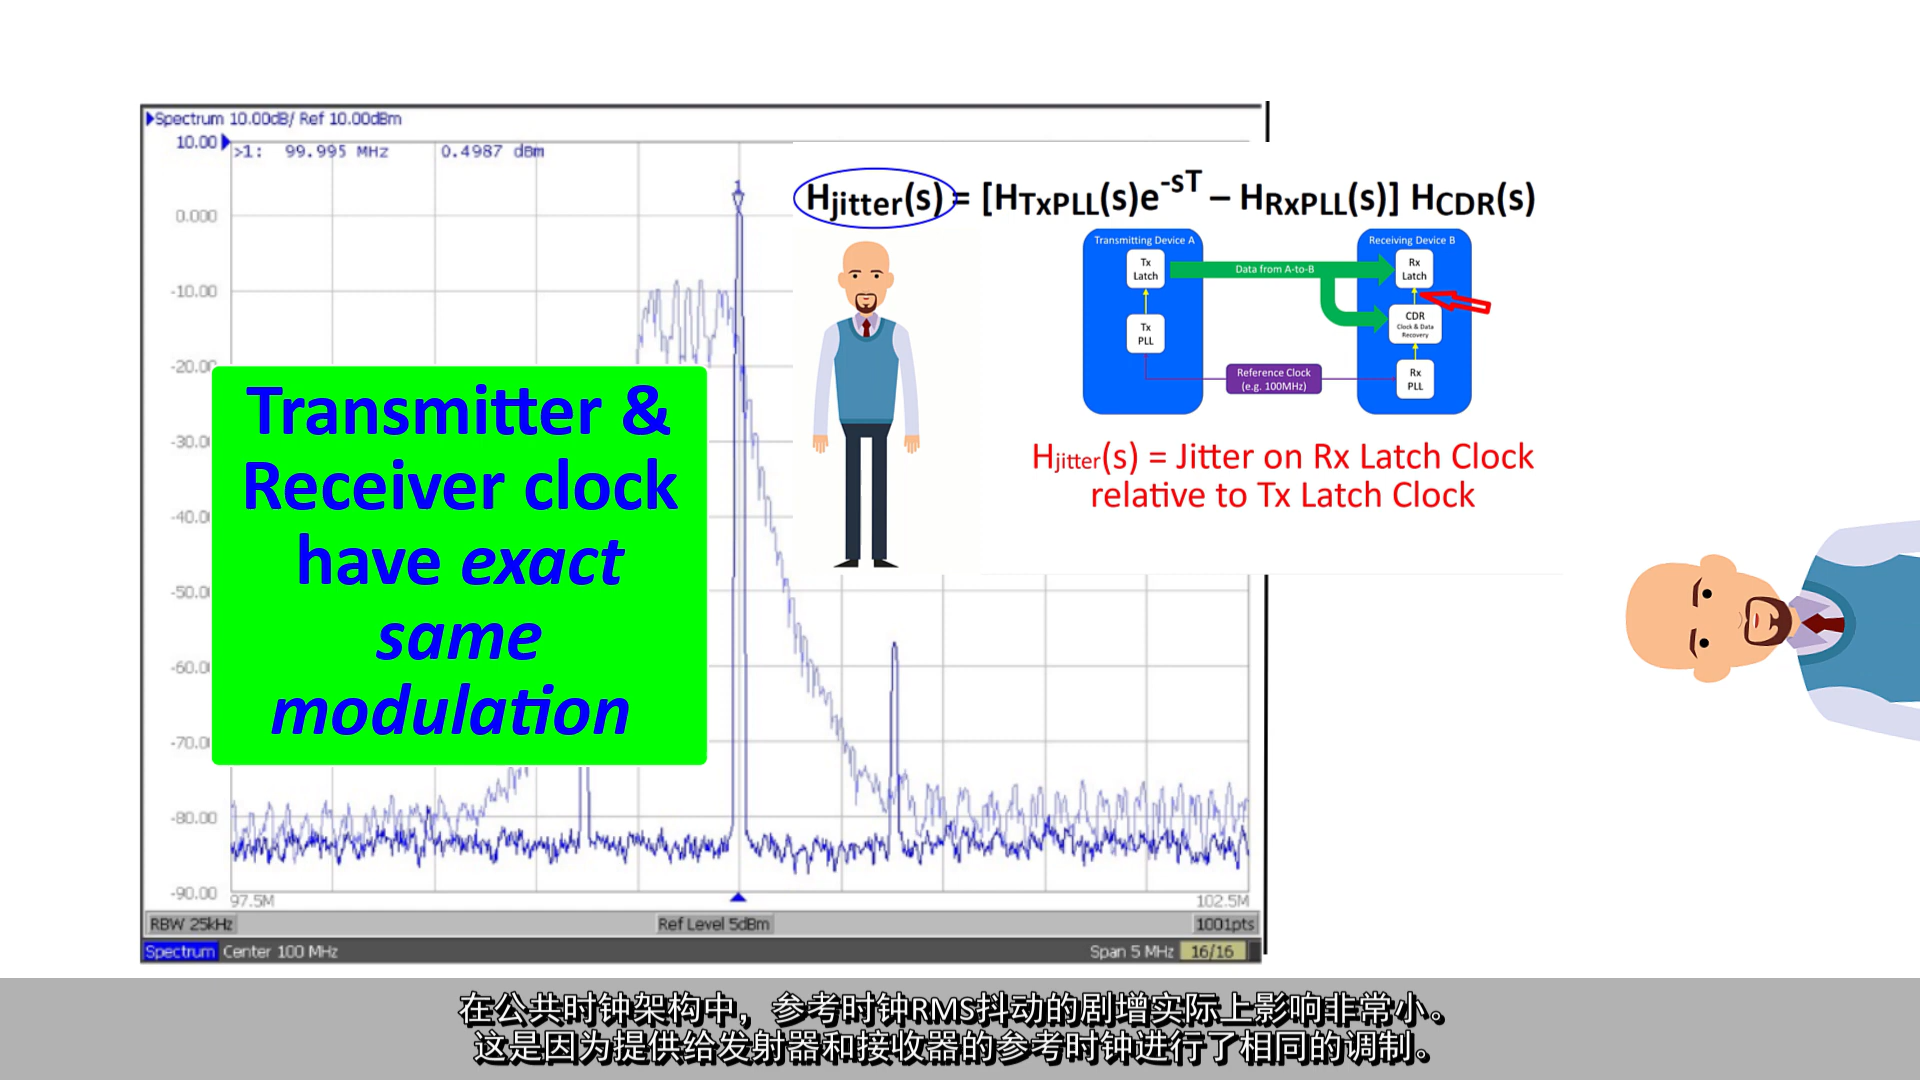 Spectrum 10.00dB/ Ref 10.00dBm
10.00
>1: 99.995 MHz 0.4987 dBm
1
0.000
-10.00
-20.00
-30.0
-40.0
-50.0
-60.0
-70.0
-80.00
-90.00
97.5M
102.5M
RBW 25kHz
Ref Level 5dBm
1001pts
Spectrum Center 100 MHz
Span 5 MHz 16/16
Transmitter &
Receiver clock
have exact
same
modulation
Hjitter(s) = [HTxPLL(s)e-sT – HRxPLL(s)] HCDR(s)
Transmitting Device A
Tx
Latch
Tx
PLL
Data from A-to-B
Reference Clock
(e.g. 100MHz)
Receiving Device B
Rx
Latch
CDR
Clock & Data
Recovery
Rx
PLL
Hjitter(s) = Jitter on Rx Latch Clock
relative to Tx Latch Clock
在公共时钟架构中，参考时钟RMS抖动的剧增实际上影响非常小。
这是因为提供给发射器和接收器的参考时钟进行了相同的调制。